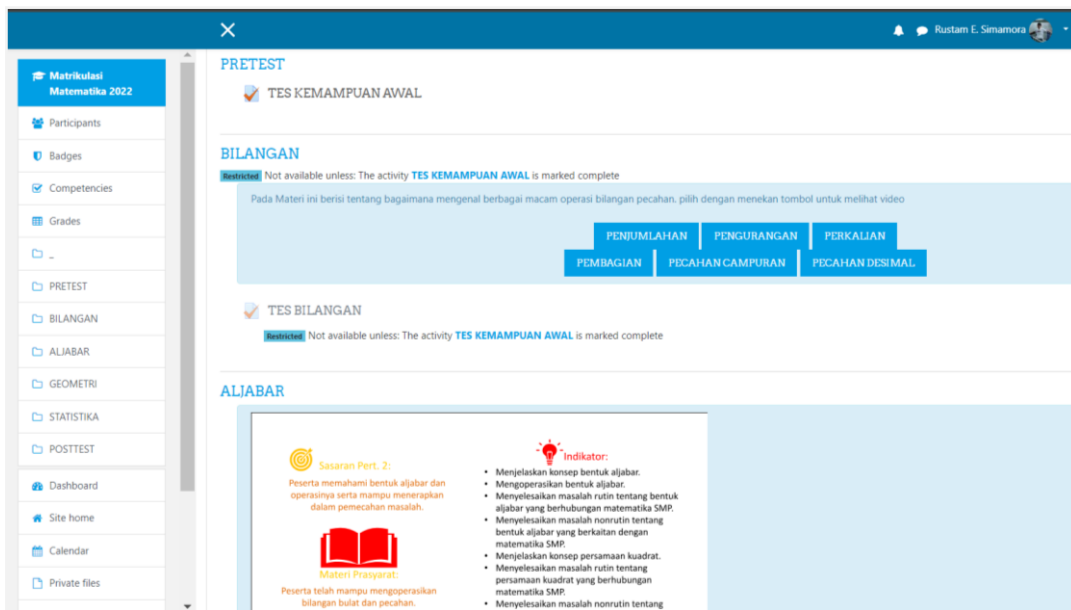 Rustam E. Simamora
Matrikulasi
Matematika 2022
Participants
Badges
Competencies
Grades
_
PRETEST
BILANGAN
ALJABAR
GEOMETRI
STATISTIKA
POSTTEST
Dashboard
Site home
Calendar
Private files
PRETEST
TES KEMAMPUAN AWAL
BILANGAN
Restricted Not available unless: The activity TES KEMAMPUAN AWAL is marked complete
Pada Materi ini berisi tentang bagaimana mengenal berbagai macam operasi bilangan pecahan. pilih dengan menekan tombol untuk melihat video
PENJUMLAHAN PENGURANGAN PERKALIAN
PEMBAGIAN PECAHAN CAMPURAN PECAHAN DESIMAL
TES BILANGAN
Restricted Not available unless: The activity TES KEMAMPUAN AWAL is marked complete
ALJABAR
Sasaran Pert. 2:
Peserta memahami bentuk aljabar dan
operasinya serta mampu menerapkan
dalam pemecahan masalah.
Materi Prasyarat:
Peserta telah mampu mengoperasikan
bilangan bulat dan pecahan.
Indikator:
• Menjelaskan konsep bentuk aljabar.
• Mengoperasikan bentuk aljabar.
• Menyelesaikan masalah rutin tentang bentuk
aljabar yang berhubungan matematika SMP.
• Menyelesaikan masalah nonrutin tentang
bentuk aljabar yang berkaitan dengan
matematika SMP.
• Menjelaskan konsep persamaan kuadrat.
• Menyelesaikan masalah rutin tentang
persamaan kuadrat yang berhubungan
matematika SMP.
• Menyelesaikan masalah nonrutin tentang